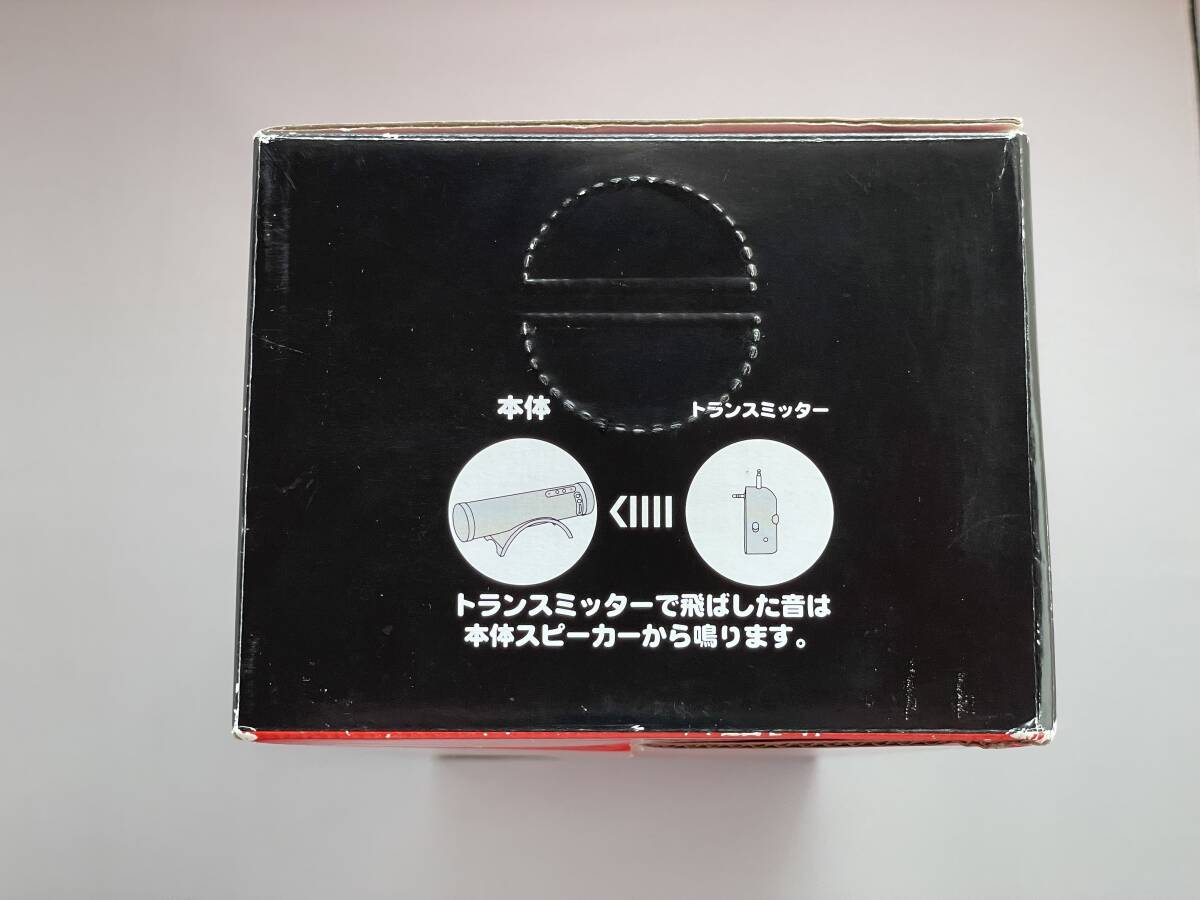 本体
トランスミッター
トランスミッターで飛ばした音は
本体スピーカーから鳴ります。